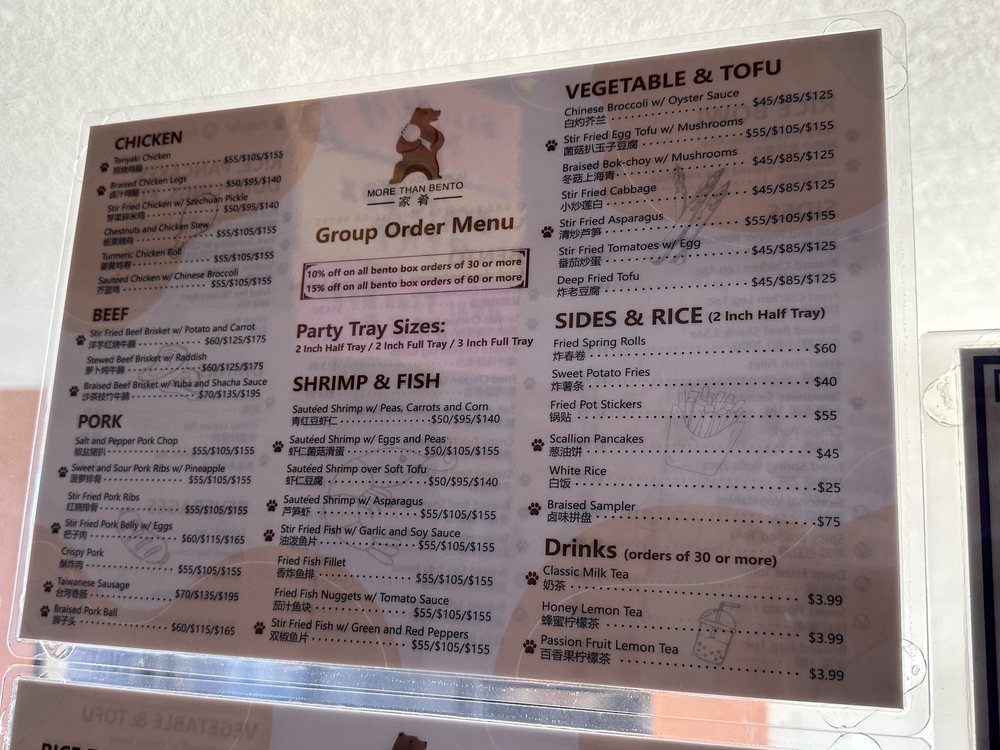 CHICKEN
Teriyaki Chicken
照烧鸡腿 $55/$105/$155
Braised Chicken Legs
卤汁鸡腿 $50/$95/$140
Stir Fried Chicken w/ Szechuan Pickle
芽菜碎米鸡 $50/$95/$140
Chestnuts and Chicken Stew
板栗烧鸡 $55/$105/$155
Turmeric Chicken Roll
姜黄鸡卷 $55/$105/$155
Sauteed Chicken w/ Chinese Broccoli
芥蓝鸡 $55/$105/$155
BEEF
Stir Fried Beef Brisket w/ Potato and Carrot
洋芋红烧牛腩 $60/$125/$175
Stewed Beef Brisket w/ Raddish
萝卜炖牛腩 $60/$125/$175
Braised Beef Brisket w/ Yuba and Shacha Sauce
沙茶枝竹牛腩 $70/$135/$195
PORK
Salt and Pepper Pork Chop
椒盐猪扒 $55/$105/$155
Sweet and Sour Pork Ribs w/ Pineapple
菠萝排骨 $55/$105/$155
Stir Fried Pork Ribs
红烧排骨 $55/$105/$155
Stir Fried Pork Belly w/ Eggs
把子肉 $60/$115/$165
Crispy Pork
酥炸肉 $55/$105/$155
Taiwanese Sausage
台湾香肠 $70/$135/$195
Braised Pork Ball
狮子头 $60/$115/$165
MORE THAN BENTO
家肴
Group Order Menu
10% off on all bento box orders of 30 or more
15% off on all bento box orders of 60 or more
Party Tray Sizes:
2 Inch Half Tray / 2 Inch Full Tray / 3 Inch Full Tray
SHRIMP & FISH
Sautéed Shrimp w/ Peas, Carrots and Corn
青红豆虾仁 $50/$95/$140
Sautéed Shrimp w/ Eggs and Peas
虾仁菌菇滑蛋 $50/$105/$155
Sautéed Shrimp over Soft Tofu
虾仁豆腐 $50/$95/$140
Sautéed Shrimp w/ Asparagus
芦笋虾 $55/$105/$155
Stir Fried Fish w/ Garlic and Soy Sauce
油泼鱼片 $55/$105/$155
Fried Fish Fillet
香炸鱼排 $55/$105/$155
Fried Fish Nuggets w/ Tomato Sauce
茄汁鱼块 $55/$105/$155
Stir Fried Fish w/ Green and Red Peppers
双椒鱼片 $55/$105/$155
VEGETABLE & TOFU
Chinese Broccoli w/ Oyster Sauce
白灼芥兰 $45/$85/$125
Stir Fried Egg Tofu w/ Mushrooms
菌菇扒玉子豆腐 $55/$105/$155
Braised Bok-choy w/ Mushrooms
冬菇上海青 $45/$85/$125
Stir Fried Cabbage
小炒莲白 $45/$85/$125
Stir Fried Asparagus
清炒芦笋 $55/$105/$155
Stir Fried Tomatoes w/ Egg
番茄炒蛋 $45/$85/$125
Deep Fried Tofu
炸老豆腐 $45/$85/$125
SIDES & RICE (2 Inch Half Tray)
Fried Spring Rolls
炸春卷 $60
Sweet Potato Fries
炸薯条 $40
Fried Pot Stickers
锅贴 $55
Scallion Pancakes
葱油饼 $45
White Rice
白饭 $25
Braised Sampler
卤味拼盘 $75
Drinks (orders of 30 or more)
Classic Milk Tea
奶茶 $3.99
Honey Lemon Tea
蜂蜜柠檬茶 $3.99
Passion Fruit Lemon Tea
百香果柠檬茶 $3.99